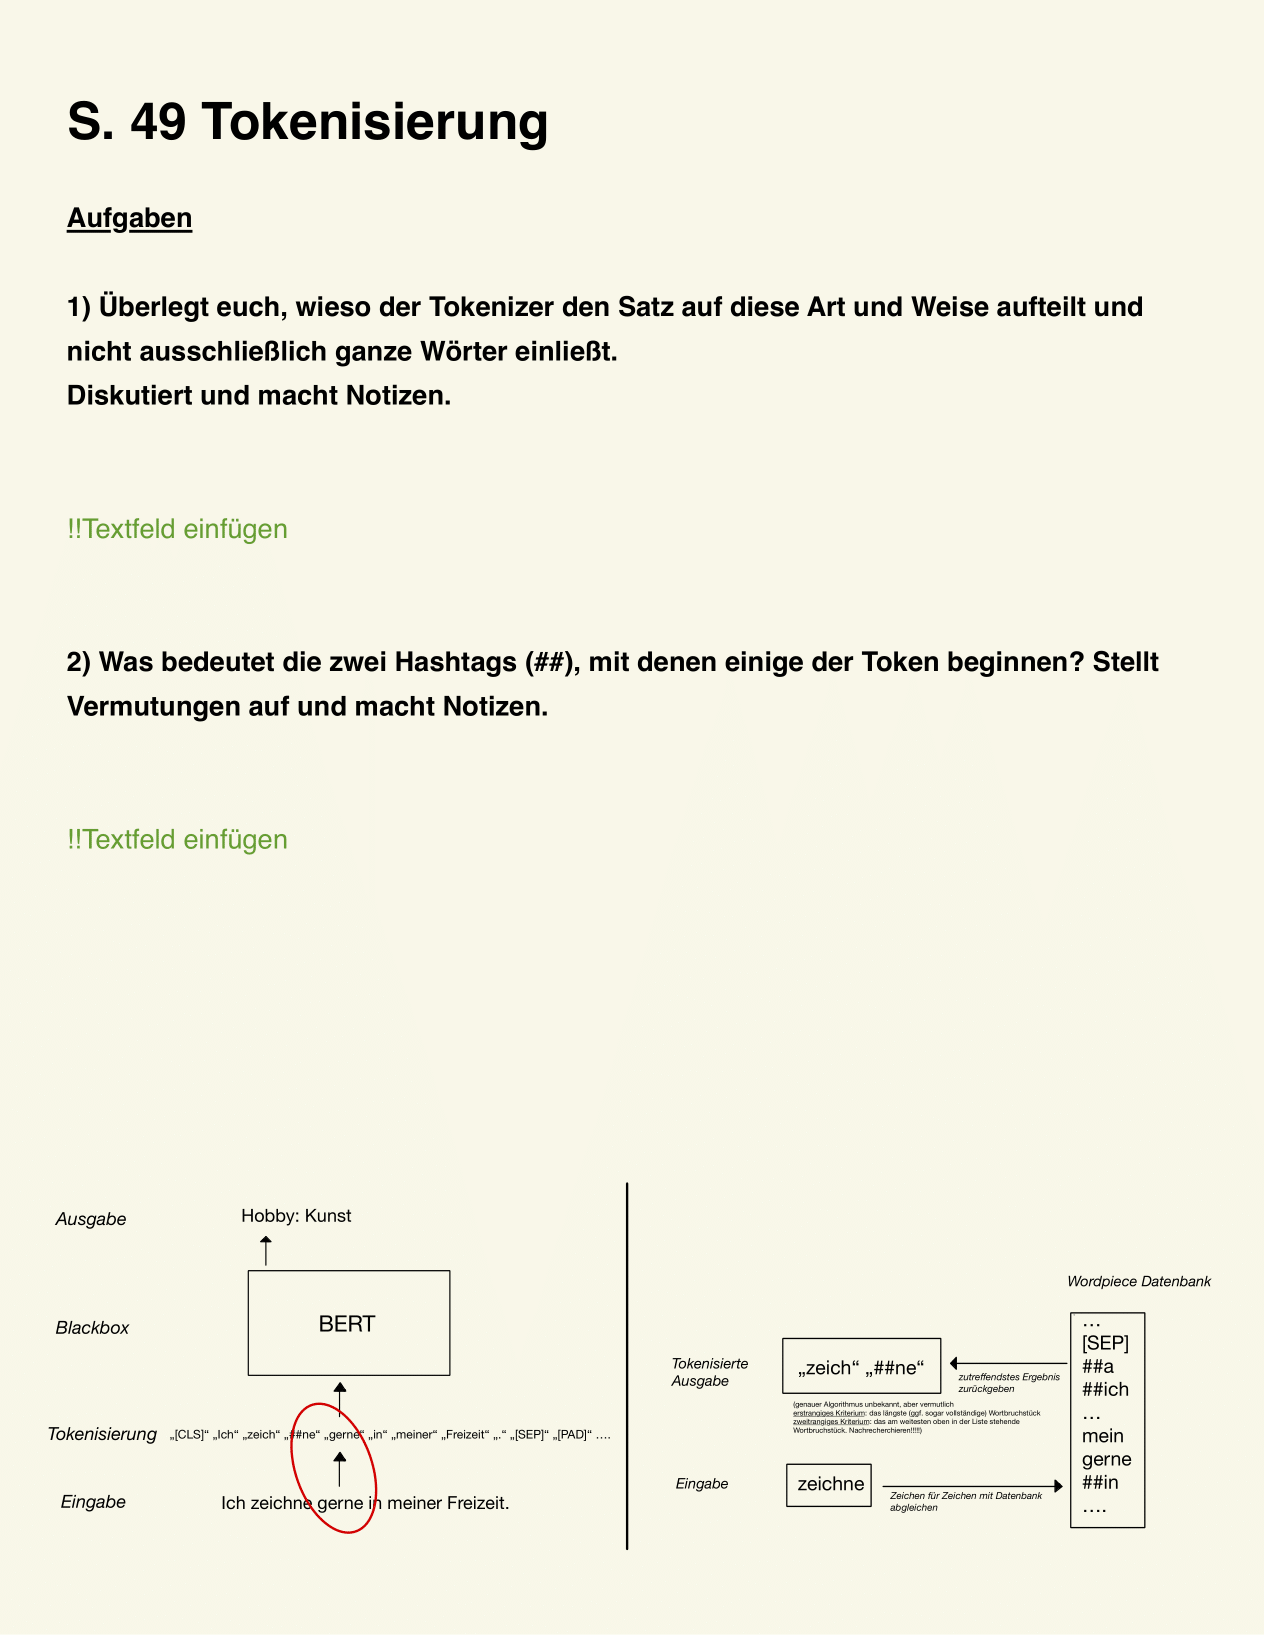 S. 49 Tokenisierung
Aufgaben
1) Überlegt euch, wieso der Tokenizer den Satz auf diese Art und Weise aufteilt und
nicht ausschließlich ganze Wörter einließt.
Diskutiert und macht Notizen.
!!Textfeld einfügen
2) Was bedeutet die zwei Hashtags (##), mit denen einige der Token beginnen? Stellt
Vermutungen auf und macht Notizen.
!!Textfeld einfügen
Ausgabe
Hobby: Kunst
Blackbox
BERT
Tokenisierung
„[CLS]“ „Ich“ „zeich“ „##ne“ „gerne“ „in“ „meiner“ „Freizeit“ „.“ „[SEP]“ „[PAD]“ ….
Eingabe
Ich zeichne gerne in meiner Freizeit.
Wordpiece Datenbank
…
[SEP]
##a
##ich
…
mein
gerne
##in
….
Tokenisierte
Ausgabe
„zeich“ „##ne“
zutreffendstes Ergebnis
zurückgeben
(genauer Algorithmus unbekannt, aber vermutlich
erstrangiges Kriterium: das längste (ggf. sogar vollständige) Wortbruchstück
zweitrangiges Kriterium: das am weitesten oben in der Liste stehende
Wortbruchstück. Nachrecherchieren!!!!)
Eingabe
zeichne
Zeichen für Zeichen mit Datenbank
abgleichen